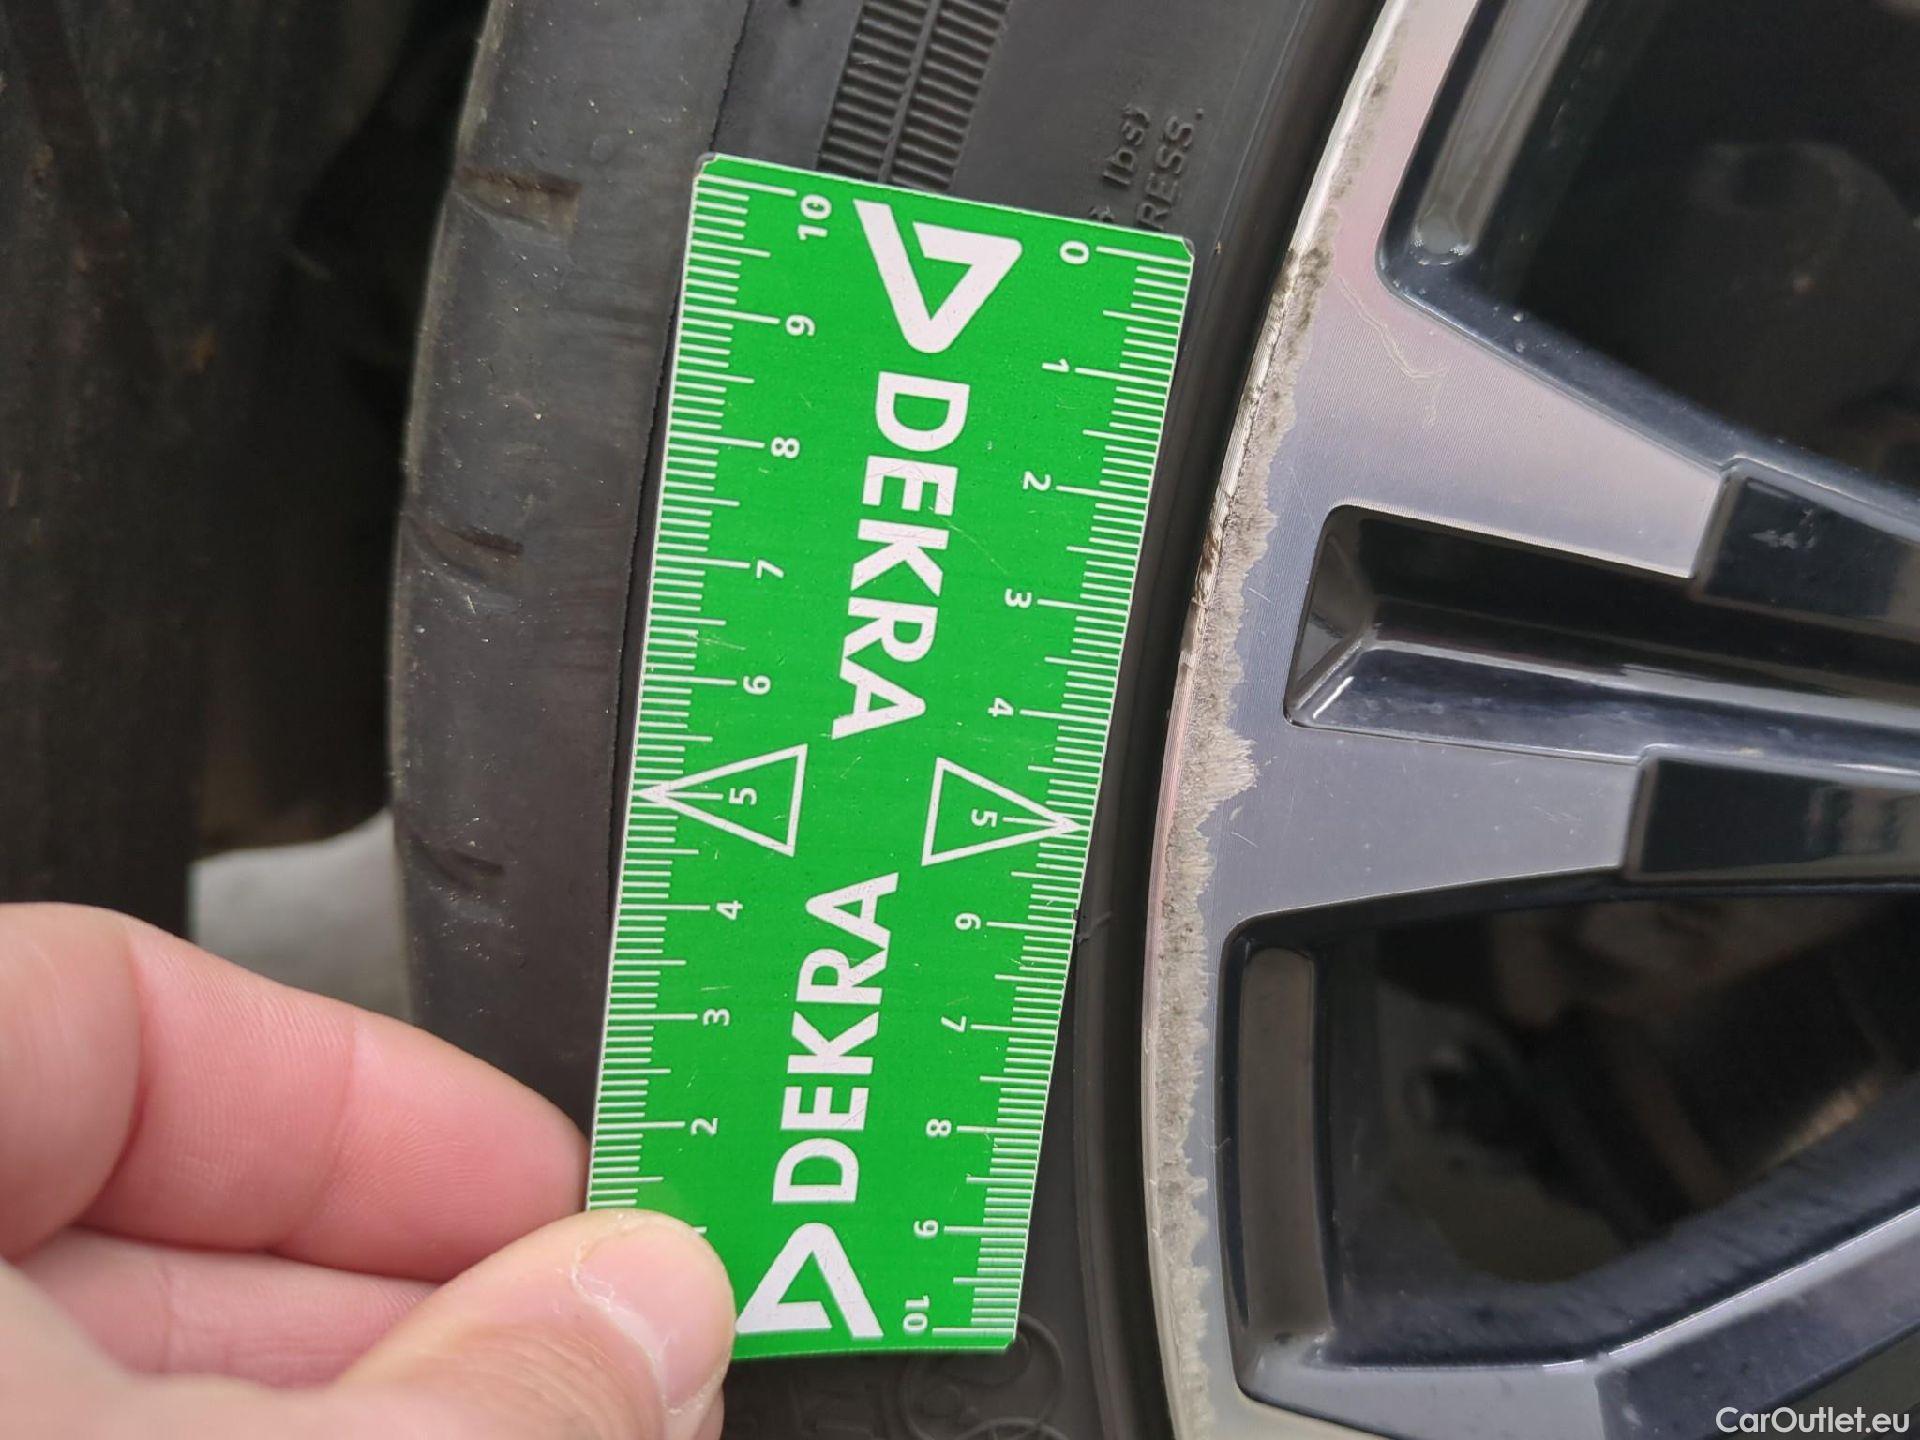 lbs)
RESS.
10 9 8 7 6 5 4 3 2
DEKRA DEKRA
0 1 2 3 4 5 6 7 8 9 10
CarOutlet.eu